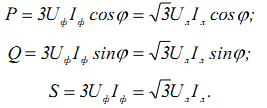 P = 3U_ф I_ф cosφ = √3U_л I_л cosφ;
Q = 3U_ф I_ф sinφ = √3U_л I_л sinφ;
S = 3U_ф I_ф = √3U_л I_л.